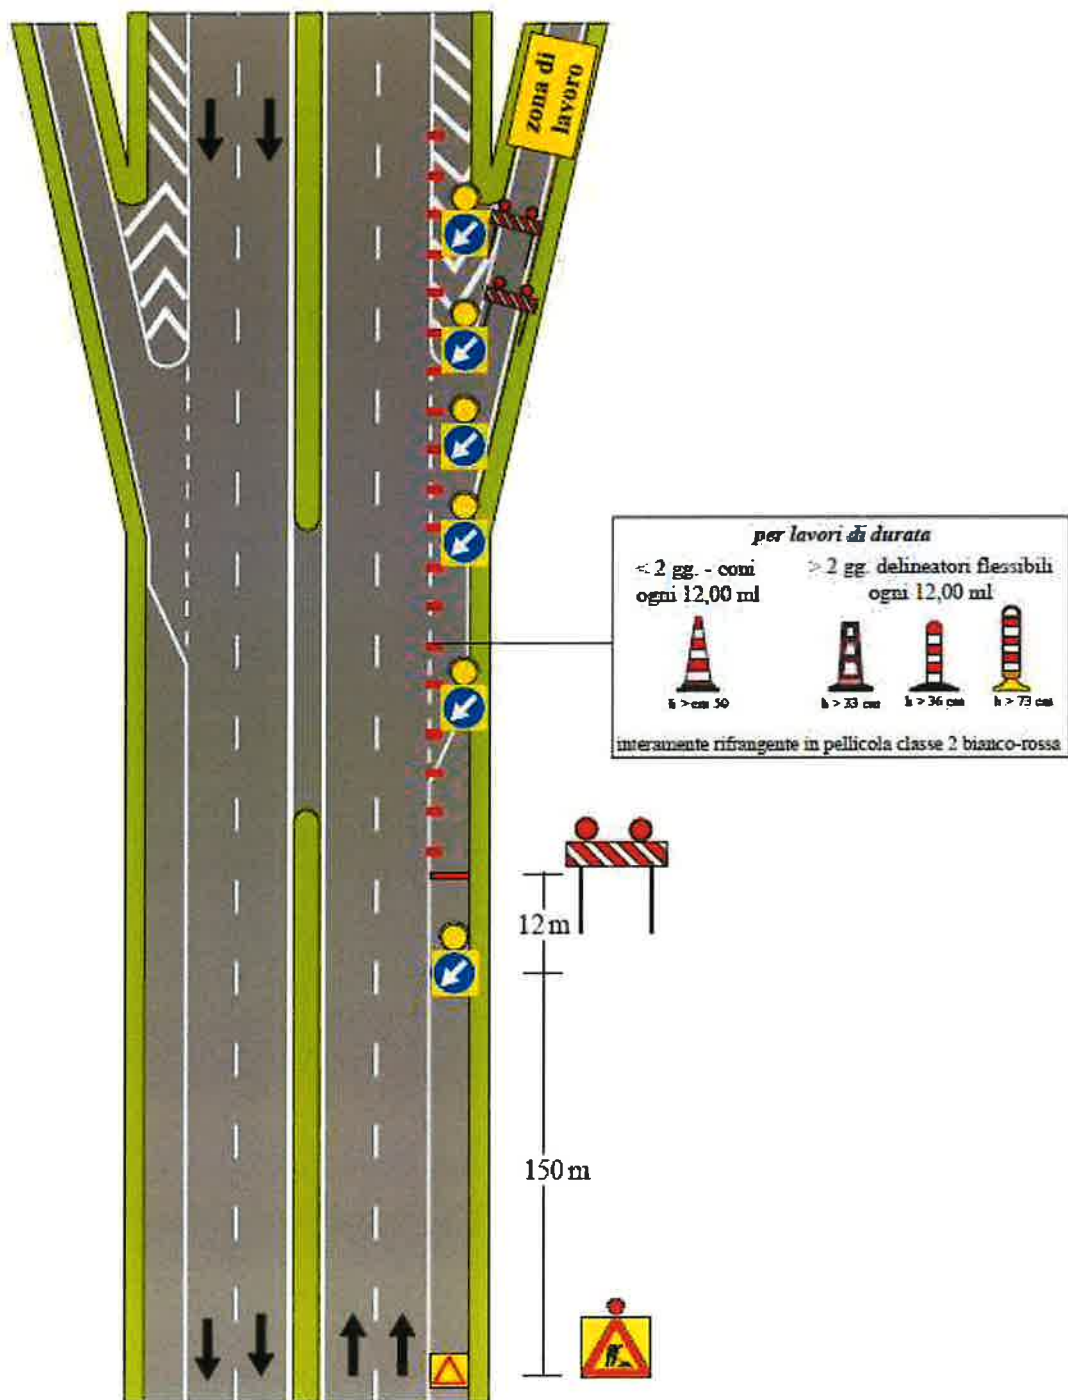 zona di
lavoro
per lavori di durata
< 2 gg. - coni
ogni 12,00 ml
> 2 gg. delineatori flessibili
ogni 12,00 ml
h > cm 50
h > 33 cm
h > 36 cm
h > 73 cm
interamente rifrangente in pellicola classe 2 bianco-rossa
12 m
150 m